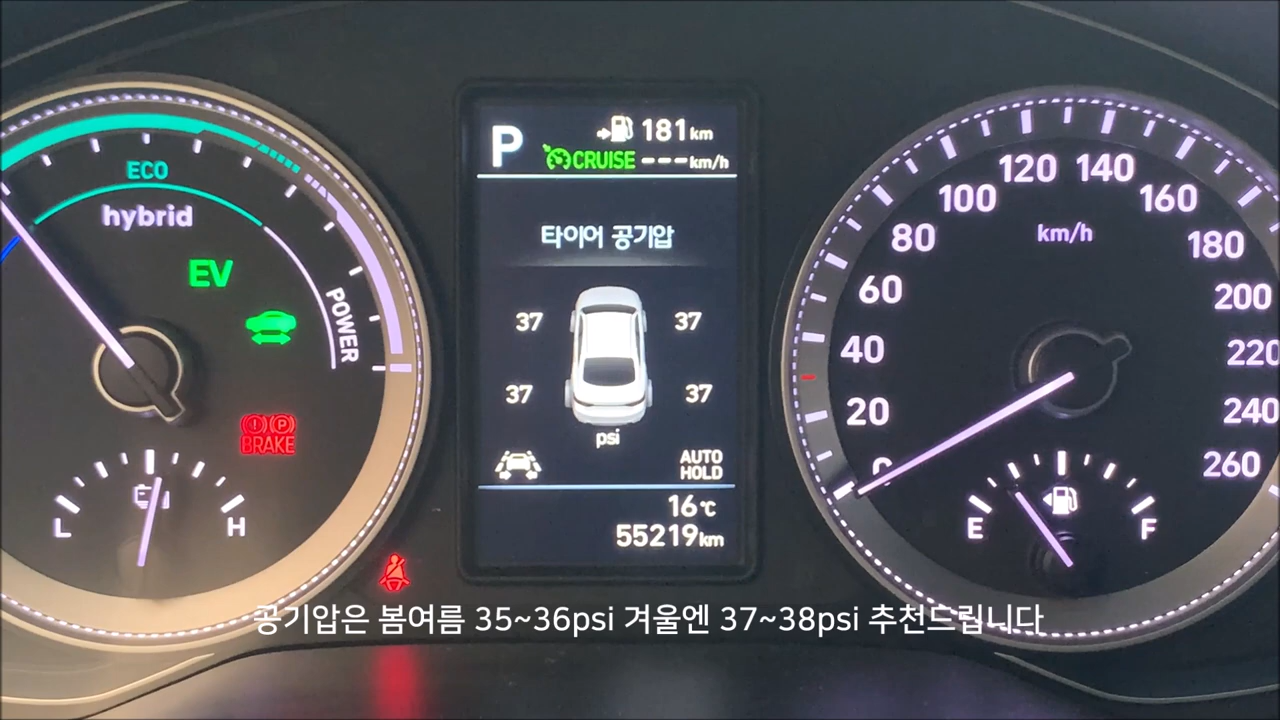 ECO
hybrid
EV
POWER
BRAKE
L
H
P
181km
CRUISE ---km/h
타이어 공기압
37
37
37
37
psi
AUTO
HOLD
16℃
55219km
0
20
40
60
80
100
120
140
160
180
200
220
240
260
km/h
E
F
공기압은 봄여름 35~36psi 겨울엔 37~38psi 추천드립니다